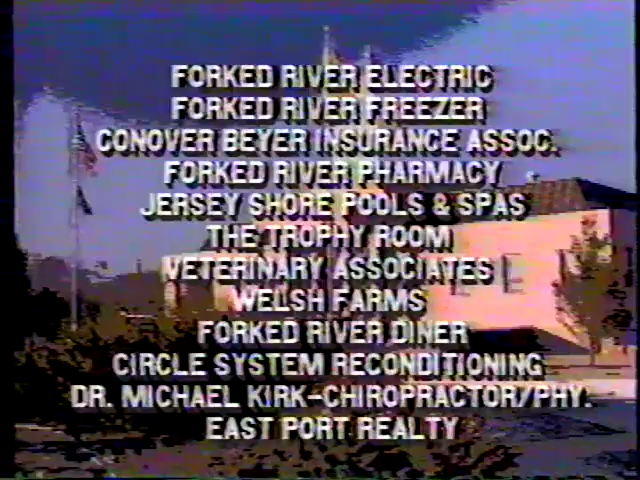 FORKED RIVER ELECTRIC
FORKED RIVER FREEZER
CONOVER BEYER INSURANCE ASSOC.
FORKED RIVER PHARMACY
JERSEY SHORE POOLS & SPAS
THE TROPHY ROOM
VETERINARY ASSOCIATES
WELSH FARMS
FORKED RIVER DINER
CIRCLE SYSTEM RECONDITIONING
DR. MICHAEL KIRK-CHIROPRACTOR/PHY.
EAST PORT REALTY